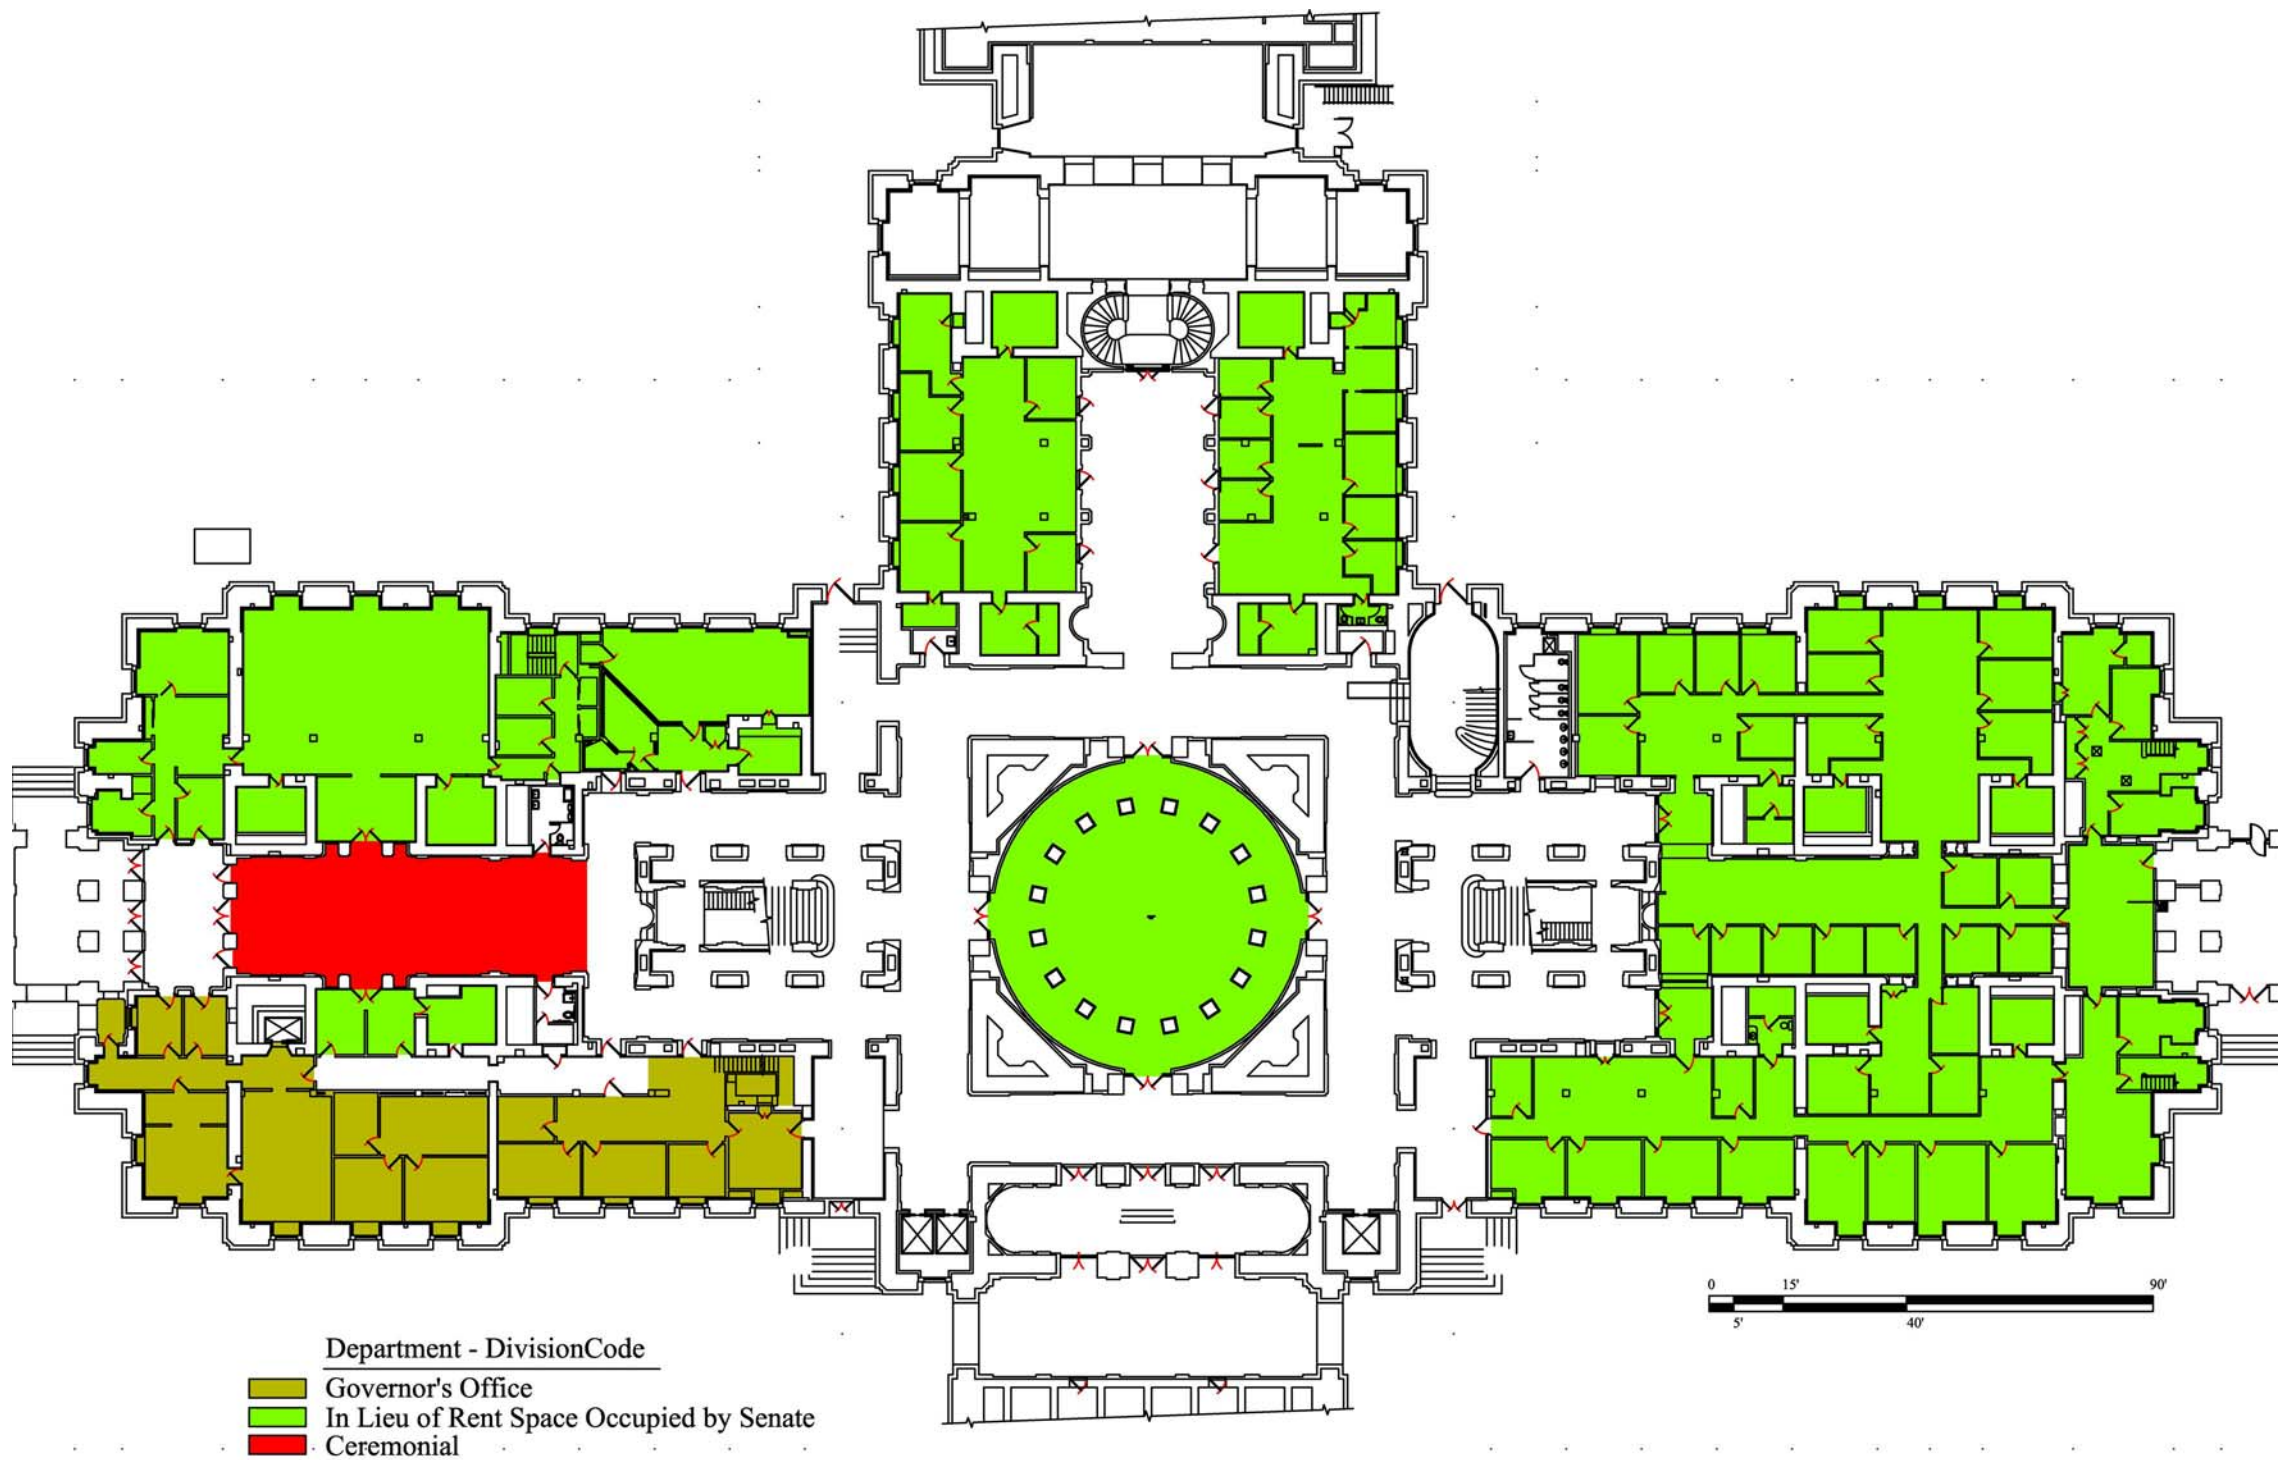 0 15' 90'
5' 40'
Department - DivisionCode
Governor's Office
In Lieu of Rent Space Occupied by Senate
Ceremonial